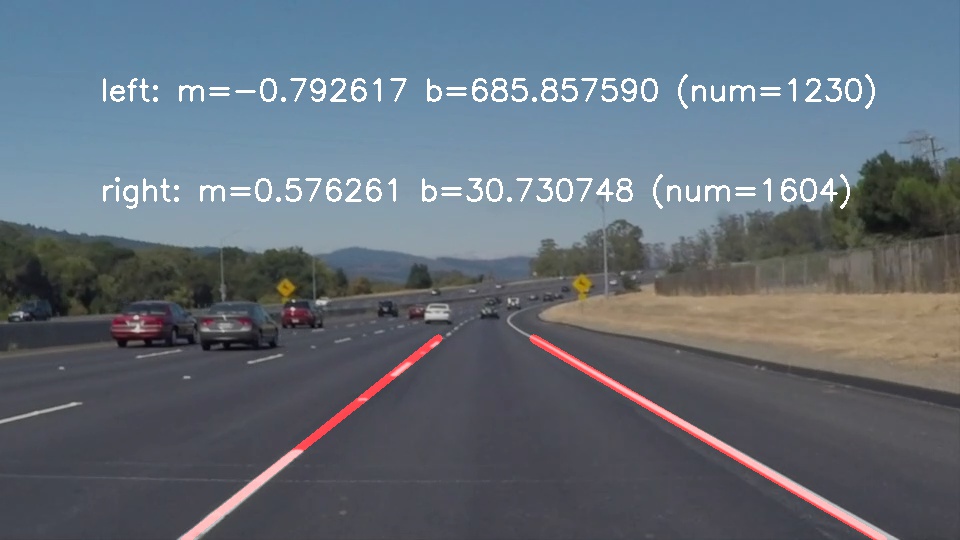 left: m=−0.792617 b=685.857590 (num=1230)
right: m=0.576261 b=30.730748 (num=1604)